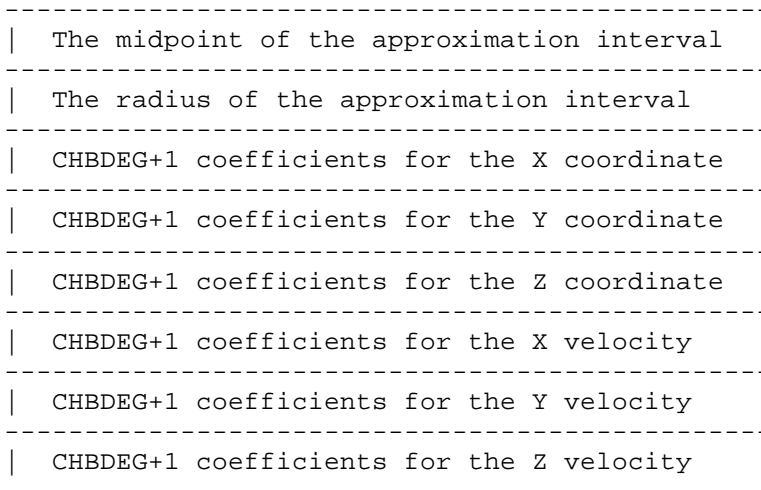 ------------------------------------------------
|  The midpoint of the approximation interval
------------------------------------------------
|  The radius of the approximation interval
------------------------------------------------
|  CHBDEG+1 coefficients for the X coordinate
------------------------------------------------
|  CHBDEG+1 coefficients for the Y coordinate
------------------------------------------------
|  CHBDEG+1 coefficients for the Z coordinate
------------------------------------------------
|  CHBDEG+1 coefficients for the X velocity
------------------------------------------------
|  CHBDEG+1 coefficients for the Y velocity
------------------------------------------------
|  CHBDEG+1 coefficients for the Z velocity